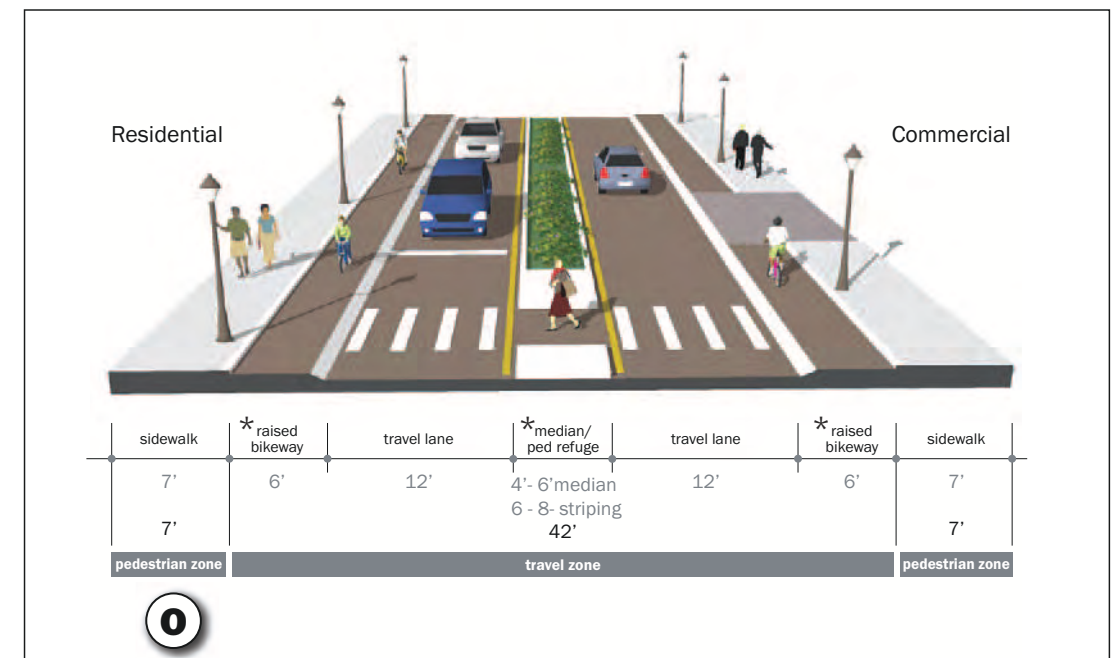 Residential
Commercial
sidewalk
*raised
bikeway
travel lane
*median/
ped refuge
travel lane
*raised
bikeway
sidewalk
7’
6’
12’
4’- 6’median
6 - 8- striping
12’
6’
7’
7’
42’
7’
pedestrian zone
travel zone
pedestrian zone
O